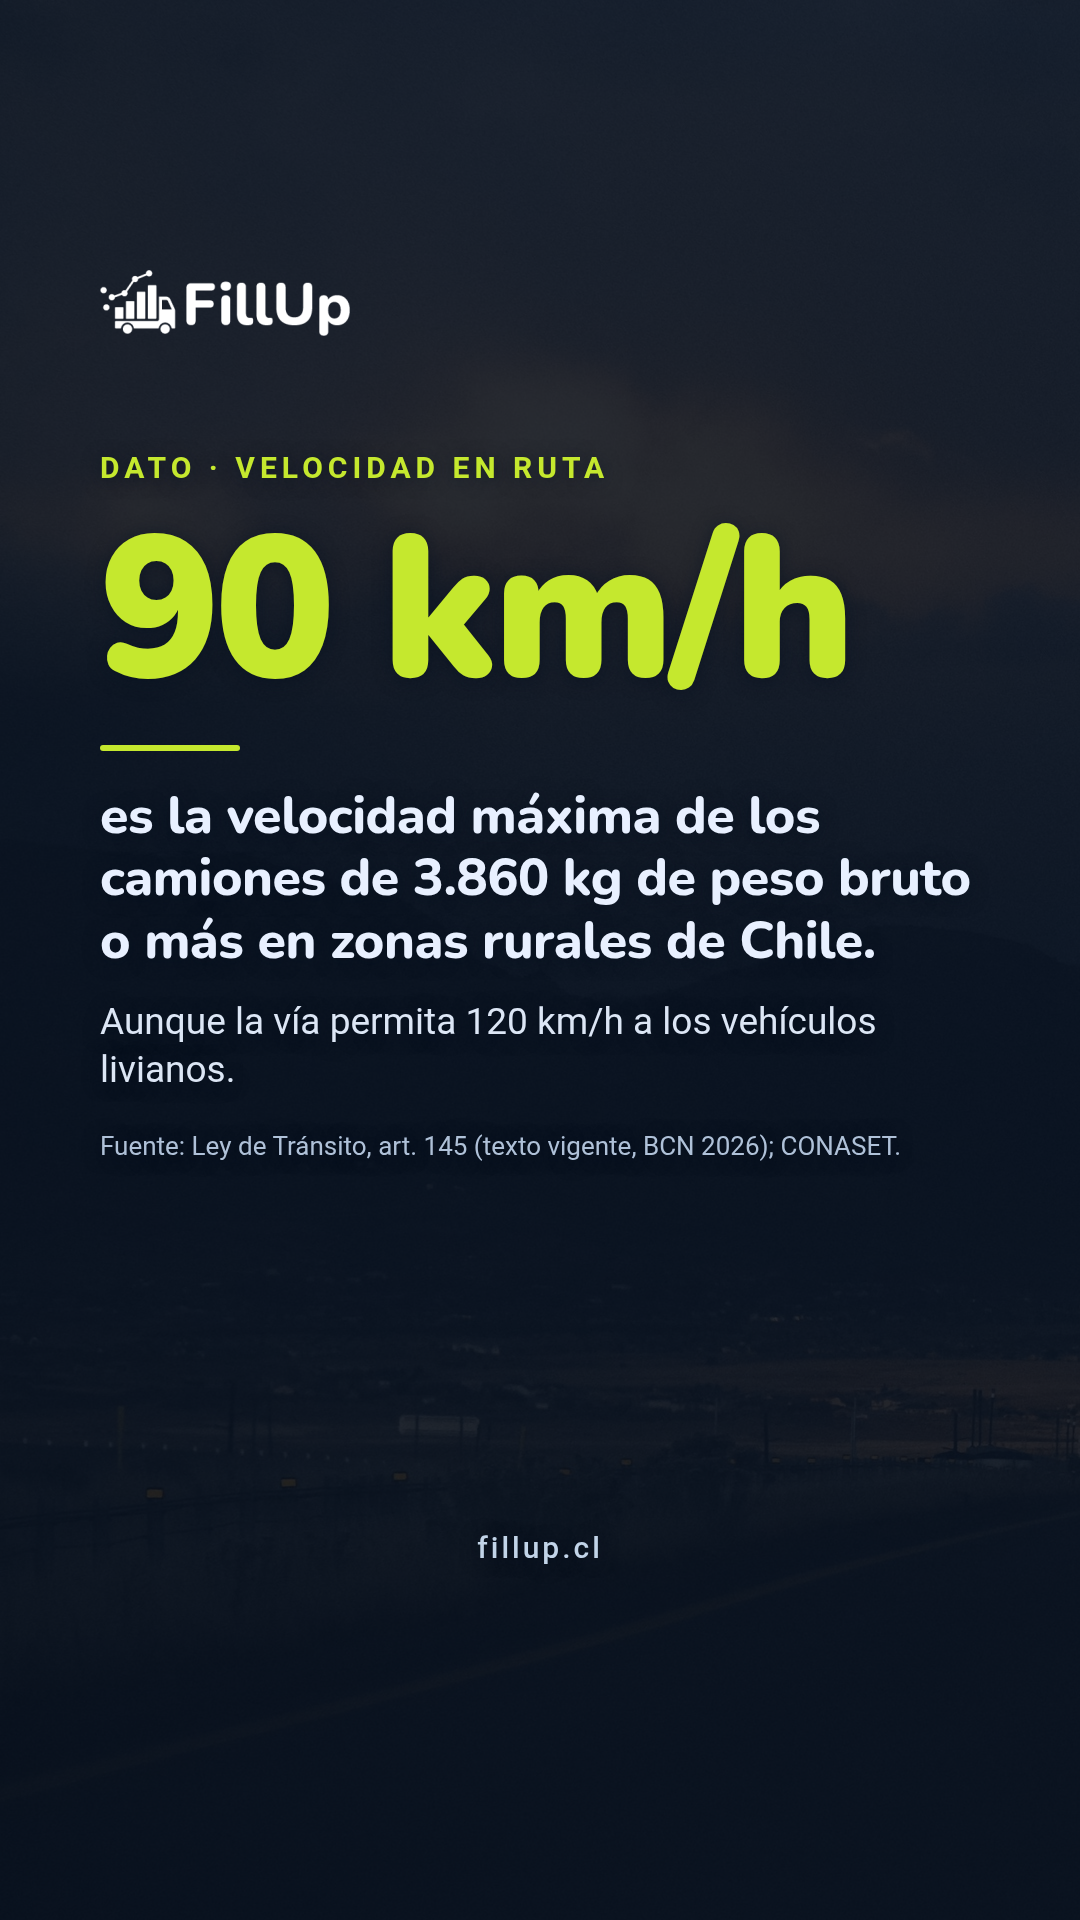 FillUp
DATO · VELOCIDAD EN RUTA
90 km/h
es la velocidad máxima de los
camiones de 3.860 kg de peso bruto
o más en zonas rurales de Chile.
Aunque la vía permita 120 km/h a los vehículos
livianos.
Fuente: Ley de Tránsito, art. 145 (texto vigente, BCN 2026); CONASET.
fillup.cl